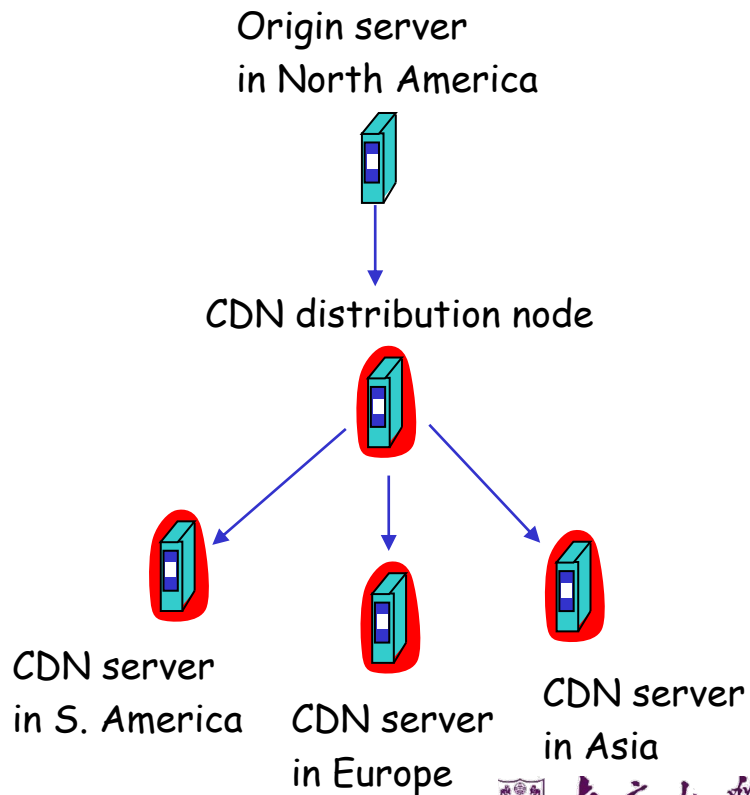 Origin server
in North America
CDN distribution node
CDN server
in S. America
CDN server
in Europe
CDN server
in Asia